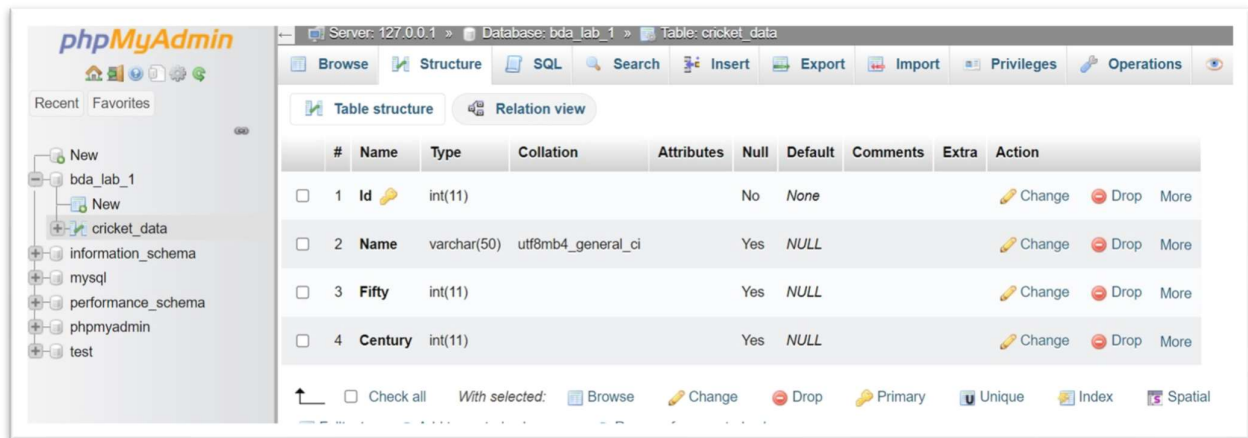 phpMyAdmin
Recent Favorites
New
bda_lab_1
New
cricket_data
information_schema
mysql
performance_schema
phpmyadmin
test
Server: 127.0.0.1 » Database: bda_lab_1 » Table: cricket_data
Browse Structure SQL Search Insert Export Import Privileges Operations
Table structure Relation view
# Name Type Collation Attributes Null Default Comments Extra Action
1 Id int(11) No None Change Drop More
2 Name varchar(50) utf8mb4_general_ci Yes NULL Change Drop More
3 Fifty int(11) Yes NULL Change Drop More
4 Century int(11) Yes NULL Change Drop More
Check all With selected: Browse Change Drop Primary Unique Index Spatial